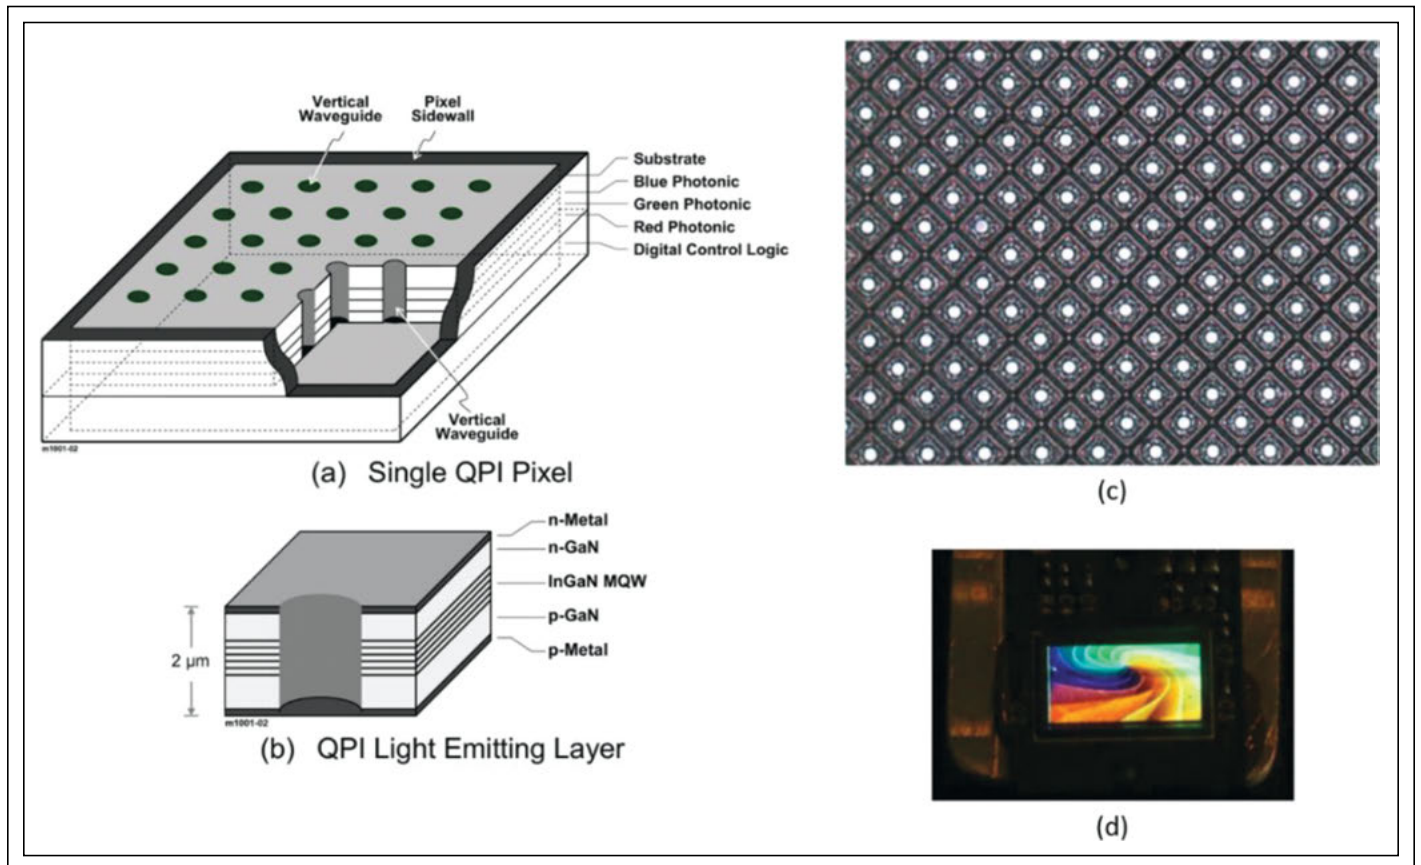 Vertical
Waveguide
Pixel
Sidewall
Substrate
Blue Photonic
Green Photonic
Red Photonic
Digital Control Logic
Vertical
Waveguide
m1001-02
(a) Single QPI Pixel
n-Metal
n-GaN
InGaN MQW
p-GaN
p-Metal
2 µm
m1001-02
(b) QPI Light Emitting Layer
(c)
(d)